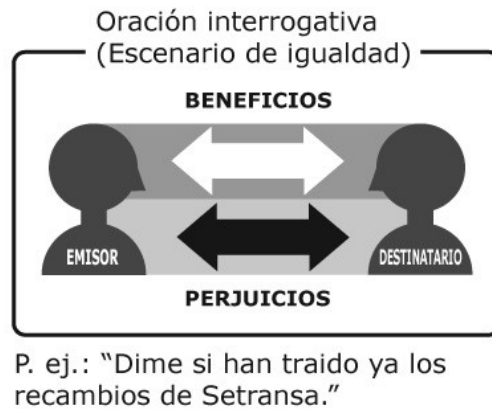 Oración interrogativa
(Escenario de igualdad)
BENEFICIOS
EMISOR
DESTINATARIO
PERJUICIOS
P. ej.: “Dime si han traido ya los
recambios de Setransa.”